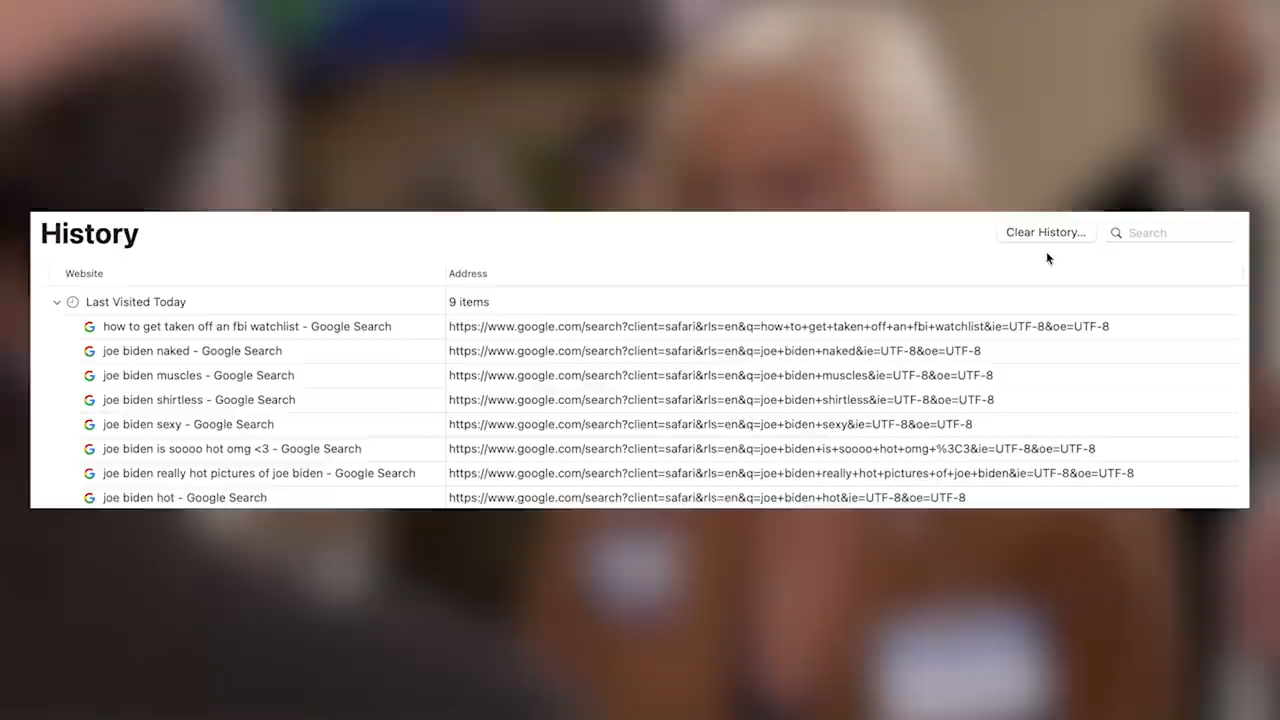 History
Clear History...
Search
Website Address
Last Visited Today 9 items
how to get taken off an fbi watchlist - Google Search https://www.google.com/search?client=safari&rls=en&q=how+to+get+taken+off+an+fbi+watchlist&ie=UTF-8&oe=UTF-8
joe biden naked - Google Search https://www.google.com/search?client=safari&rls=en&q=joe+biden+naked&ie=UTF-8&oe=UTF-8
joe biden muscles - Google Search https://www.google.com/search?client=safari&rls=en&q=joe+biden+muscles&ie=UTF-8&oe=UTF-8
joe biden shirtless - Google Search https://www.google.com/search?client=safari&rls=en&q=joe+biden+shirtless&ie=UTF-8&oe=UTF-8
joe biden sexy - Google Search https://www.google.com/search?client=safari&rls=en&q=joe+biden+sexy&ie=UTF-8&oe=UTF-8
joe biden is soooo hot omg <3 - Google Search https://www.google.com/search?client=safari&rls=en&q=joe+biden+is+soooo+hot+omg+%3C3&ie=UTF-8&oe=UTF-8
joe biden really hot pictures of joe biden - Google Search https://www.google.com/search?client=safari&rls=en&q=joe+biden+really+hot+pictures+of+joe+biden&ie=UTF-8&oe=UTF-8
joe biden hot - Google Search https://www.google.com/search?client=safari&rls=en&q=joe+biden+hot&ie=UTF-8&oe=UTF-8